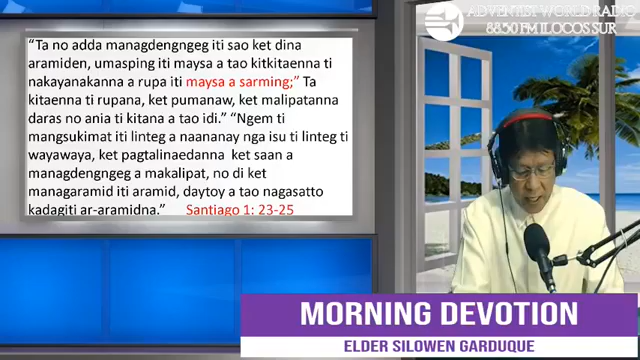 ADVENTIST WORLD RADIO
88.50 FM ILOCOS SUR
“Ta no adda managdengngeg iti sao ket dina
aramiden, umasping iti maysa a tao kitkitaenna ti
nakayanakanna a rupa iti maysa a sarming;” Ta
kitaenna ti rupana, ket pumanaw, ket malipatanna
daras no ania ti kitana a tao idi.” “Ngem ti
mangsukimat iti linteg a naananay nga isu ti linteg ti
wayawaya, ket pagtalinaedanna ket saan a
managdengngeg a makalipat, no di ket
managaramid iti aramid, daytoy a tao nagasatto
kadagiti ar-aramidna.” Santiago 1: 23-25
MORNING DEVOTION
ELDER SILOWEN GARDUQUE